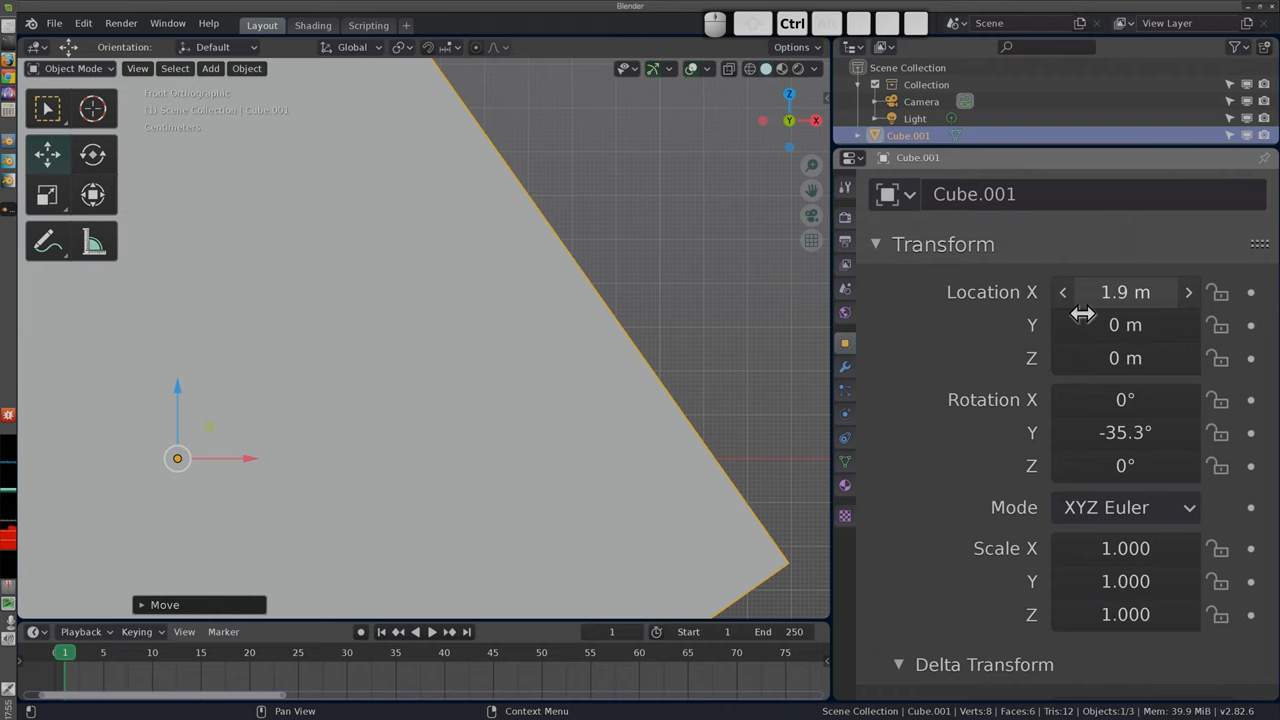 Blender
File Edit Render Window Help Layout Shading Scripting + Ctrl Alt Scene View Layer
Orientation: Default Global Options
Object Mode View Select Add Object
Front Orthographic
(1) Scene Collection | Cube.001
Centimeters
Z
Y
X
Move
Scene Collection
Collection
Camera
Light
Cube.001
Cube.001
Cube.001
Transform
Location X 1.9 m
Y 0 m
Z 0 m
Rotation X 0°
Y -35.3°
Z 0°
Mode XYZ Euler
Scale X 1.000
Y 1.000
Z 1.000
Delta Transform
Playback Keying View Marker 1 Start 1 End 250
1 5 10 15 20 25 30 35 40 45 50 55 60 65 70 75
17:55
Pan View Context Menu Scene Collection | Cube.001 | Verts:8 | Faces:6 | Tris:12 | Objects:1/3 | Mem: 39.9 MiB | v2.82.6